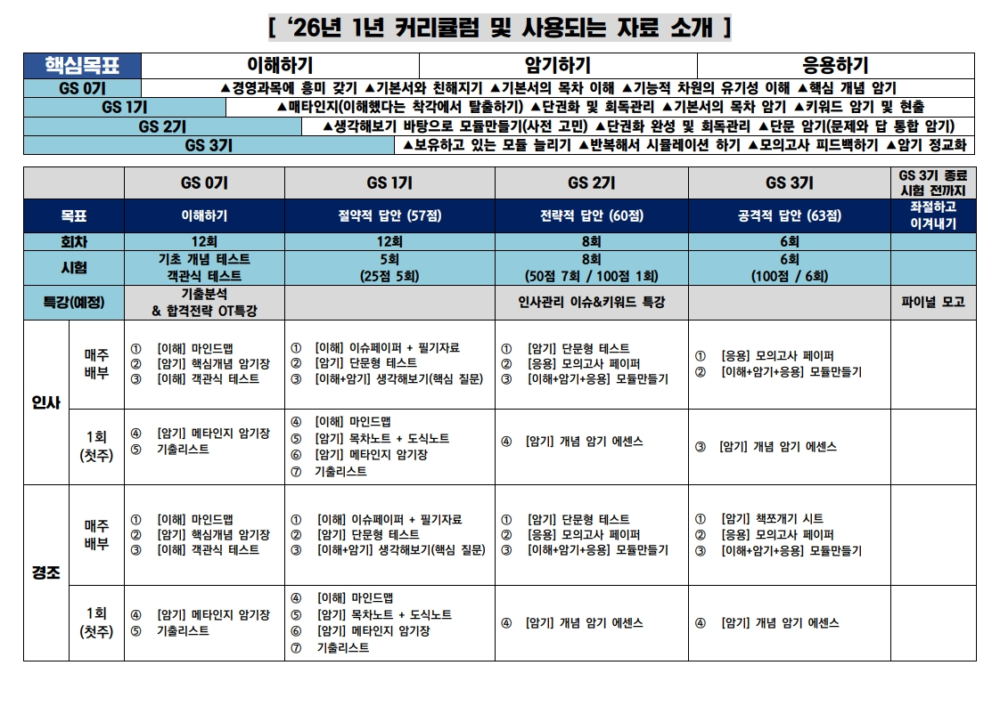 [ ‘26년 1년 커리큘럼 및 사용되는 자료 소개 ]
핵심목표 이해하기 암기하기 응용하기
GS 0기 ▲경영과목에 흥미 갖기 ▲기본서와 친해지기 ▲기본서의 목차 이해 ▲기능적 차원의 유기성 이해 ▲핵심 개념 암기
GS 1기 ▲매타인지(이해했다는 착각에서 탈출하기) ▲단권화 및 회독관리 ▲기본서의 목차 암기 ▲키워드 암기 및 현출
GS 2기 ▲생각해보기 바탕으로 모듈만들기(사전 고민) ▲단권화 완성 및 회독관리 ▲단문 암기(문제와 답 통합 암기)
GS 3기 ▲보유하고 있는 모듈 늘리기 ▲반복해서 시뮬레이션 하기 ▲모의고사 피드백하기 ▲암기 정교화
GS 0기 GS 1기 GS 2기 GS 3기 GS 3기 종료
시험 전까지
목표 이해하기 절약적 답안 (57점) 전략적 답안 (60점) 공격적 답안 (63점) 좌절하고
이겨내기
회차 12회 12회 8회 6회
시험
기초 개념 테스트
객관식 테스트
5회
(25점 5회)
8회
(50점 7회 / 100점 1회)
6회
(100점 / 6회)
특강(예정)
기출분석
& 합격전략 OT특강
인사관리 이슈&키워드 특강
파이널 모고
인사
매주
배부
① [이해] 마인드맵
② [암기] 핵심개념 암기장
③ [이해] 객관식 테스트
① [이해] 이슈페이퍼 + 필기자료
② [암기] 단문형 테스트
③ [이해+암기] 생각해보기(핵심 질문)
① [암기] 단문형 테스트
② [응용] 모의고사 페이퍼
③ [이해+암기+응용] 모듈만들기
① [응용] 모의고사 페이퍼
② [이해+암기+응용] 모듈만들기
1회
(첫주)
④ [암기] 메타인지 암기장
⑤ 기출리스트
④ [이해] 마인드맵
⑤ [암기] 목차노트 + 도식노트
⑥ [암기] 메타인지 암기장
⑦ 기출리스트
④ [암기] 개념 암기 에센스
③ [암기] 개념 암기 에센스
경조
매주
배부
① [이해] 마인드맵
② [암기] 핵심개념 암기장
③ [이해] 객관식 테스트
① [이해] 이슈페이퍼 + 필기자료
② [암기] 단문형 테스트
③ [이해+암기] 생각해보기(핵심 질문)
① [암기] 단문형 테스트
② [응용] 모의고사 페이퍼
③ [이해+암기+응용] 모듈만들기
① [암기] 책쪼개기 시트
② [응용] 모의고사 페이퍼
③ [이해+암기+응용] 모듈만들기
1회
(첫주)
④ [암기] 메타인지 암기장
⑤ 기출리스트
④ [이해] 마인드맵
⑤ [암기] 목차노트 + 도식노트
⑥ [암기] 메타인지 암기장
⑦ 기출리스트
④ [암기] 개념 암기 에센스
④ [암기] 개념 암기 에센스